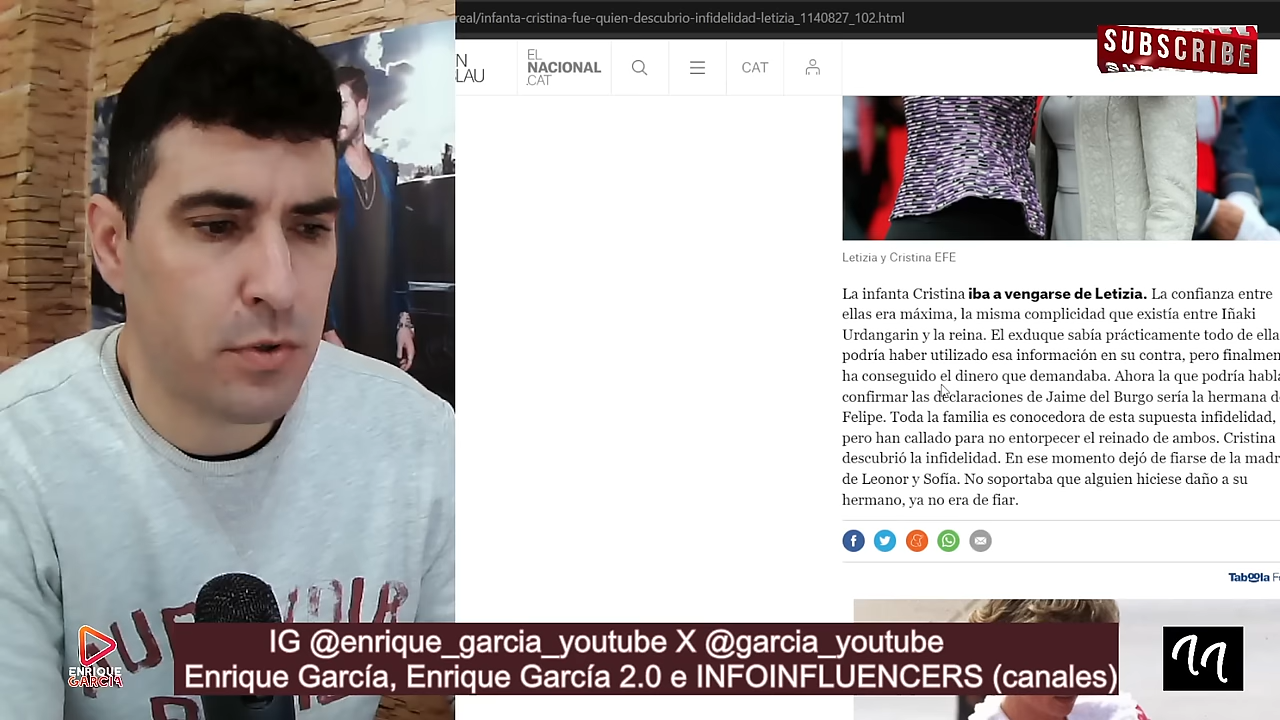 real/infanta-cristina-fue-quien-descubrio-infidelidad-letizia_1140827_102.html
SUBSCRIBE
N
LAU
EL
NACIONAL
.CAT
CAT
Letizia y Cristina EFE
La infanta Cristina iba a vengarse de Letizia. La confianza entre
ellas era máxima, la misma complicidad que existía entre Iñaki
Urdangarin y la reina. El exduque sabía prácticamente todo de ella
podría haber utilizado esa información en su contra, pero finalmen
ha conseguido el dinero que demandaba. Ahora la que podría habla
confirmar las declaraciones de Jaime del Burgo sería la hermana d
Felipe. Toda la familia es conocedora de esta supuesta infidelidad,
pero han callado para no entorpecer el reinado de ambos. Cristina
descubrió la infidelidad. En ese momento dejó de fiarse de la madr
de Leonor y Sofía. No soportaba que alguien hiciese daño a su
hermano, ya no era de fiar.
Taboola Fe
IG @enrique_garcia_youtube X @garcia_youtube
Enrique García, Enrique García 2.0 e INFOINFLUENCERS (canales)
ENRIQUE
GARCÍA